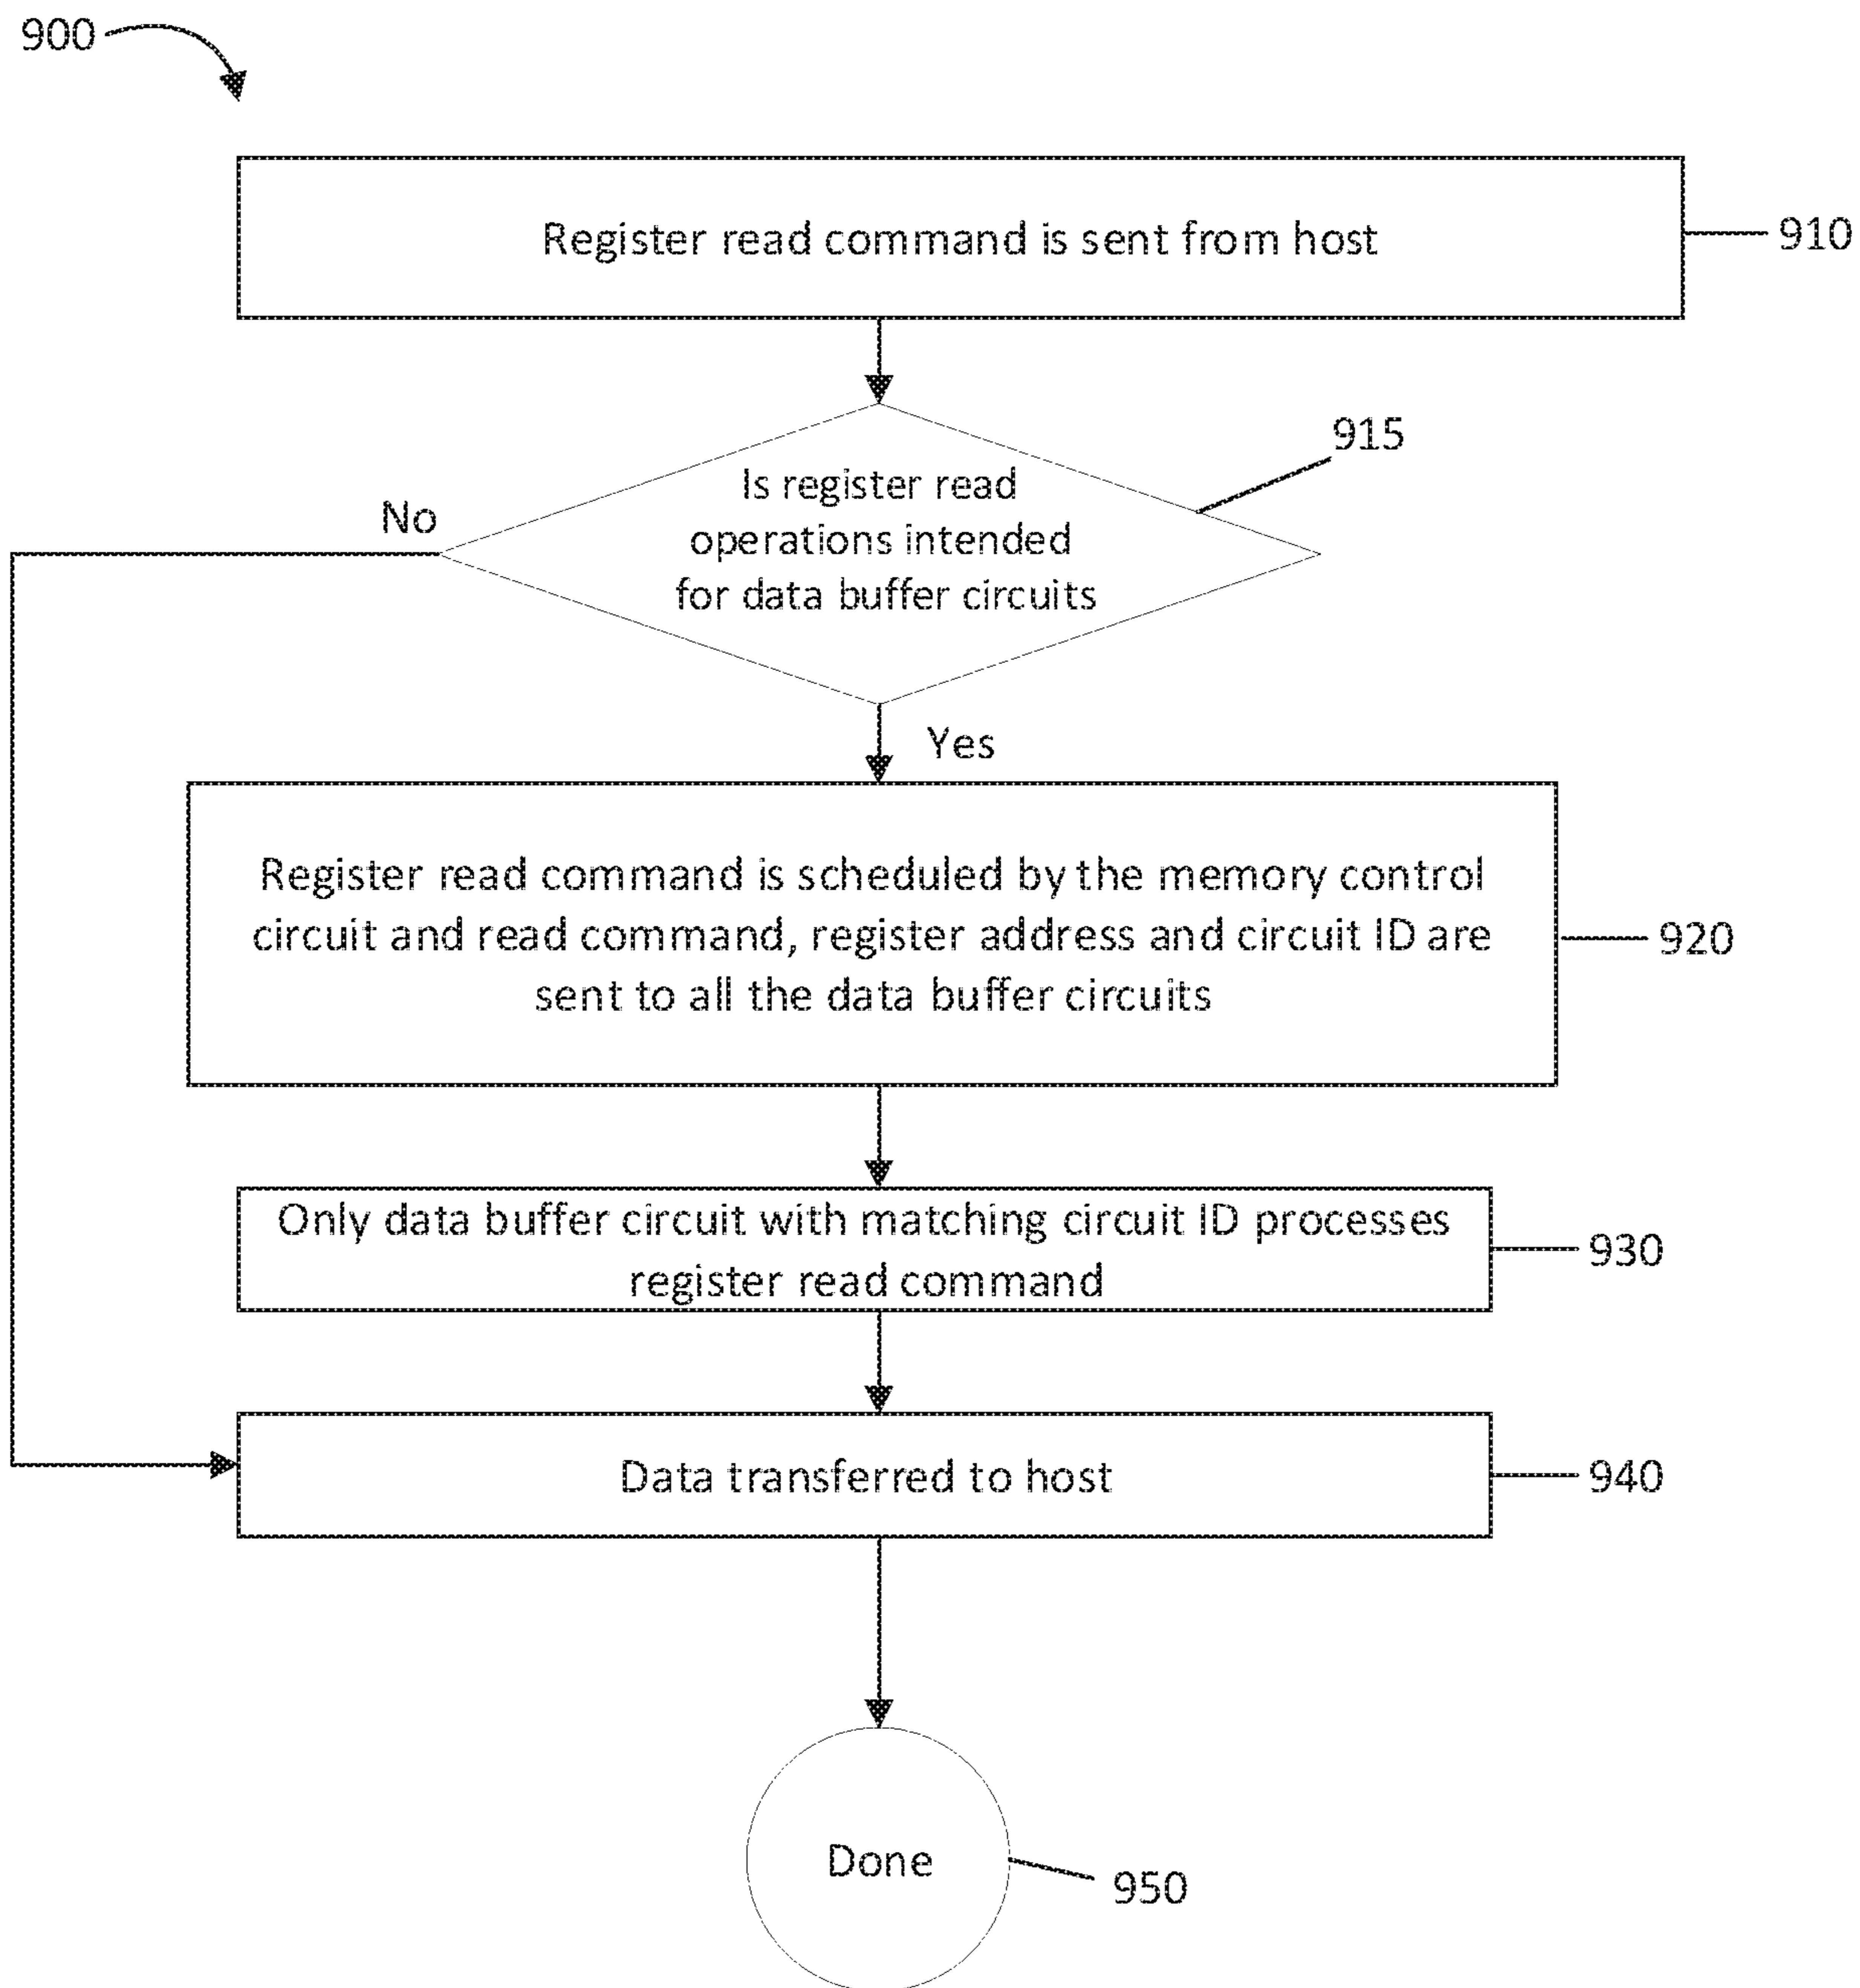 900
Register read command is sent from host
910
915
Is register read
operations intended
for data buffer circuits
No
Yes
Register read command is scheduled by the memory control
circuit and read command, register address and circuit ID are
sent to all the data buffer circuits
920
Only data buffer circuit with matching circuit ID processes
register read command
930
Data transferred to host
940
Done
950